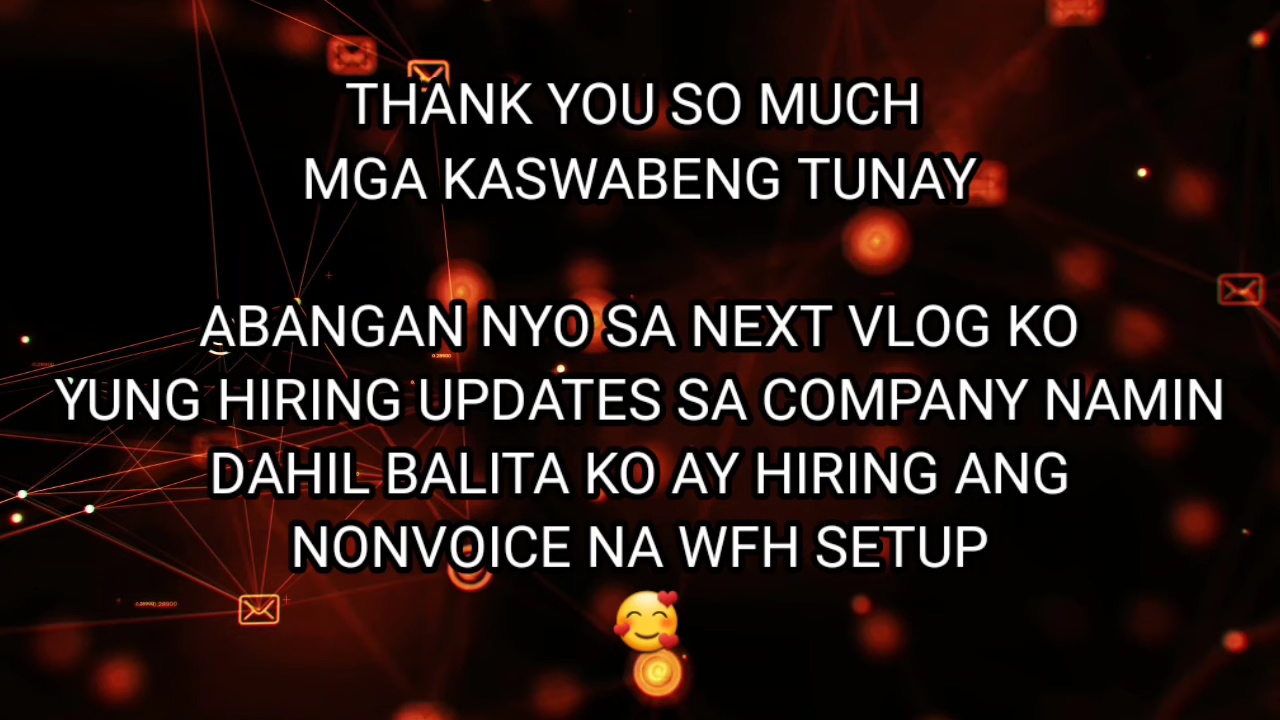 THANK YOU SO MUCH
MGA KASWABENG TUNAY
ABANGAN NYO SA NEXT VLOG KO
YUNG HIRING UPDATES SA COMPANY NAMIN
DAHIL BALITA KO AY HIRING ANG
NONVOICE NA WFH SETUP
🥰